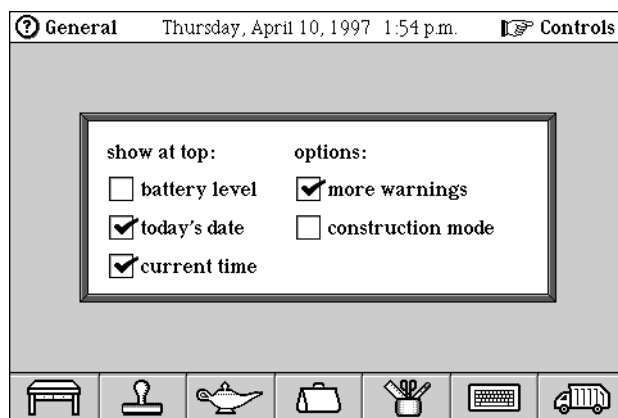 ? General Thursday, April 10, 1997 1:54 p.m. Controls
show at top: options:
battery level more warnings
today's date construction mode
current time